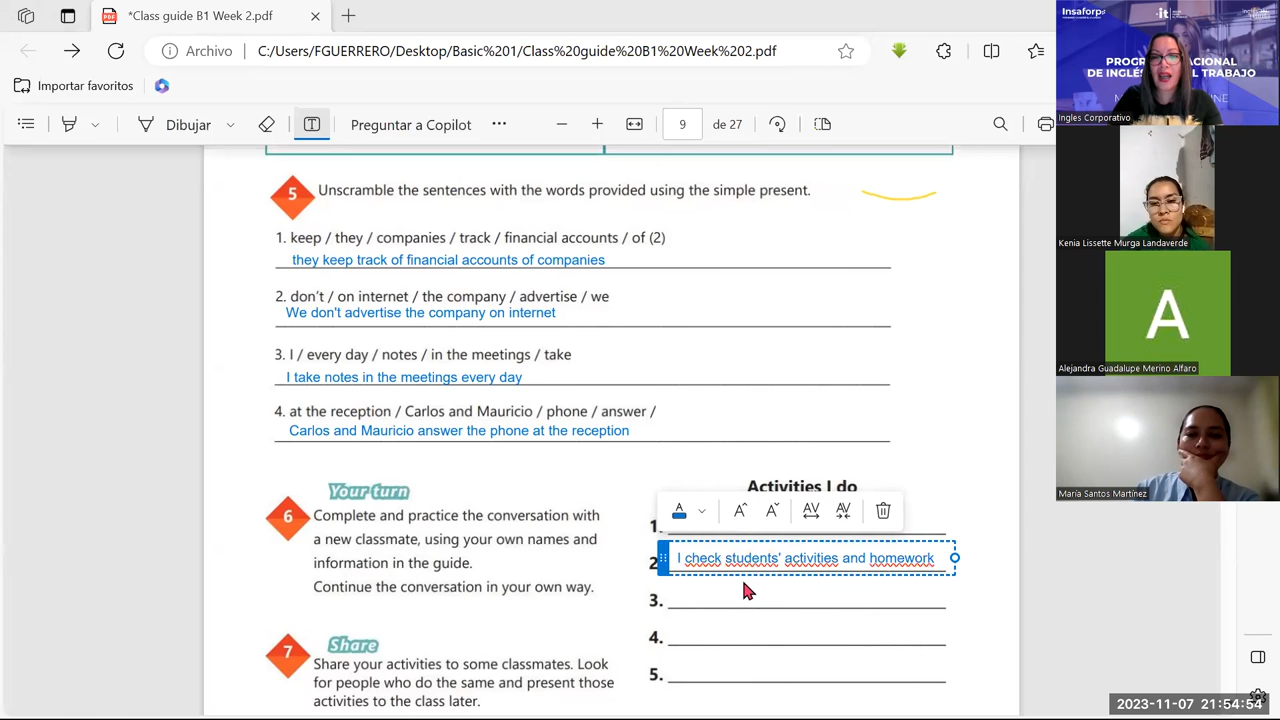 *Class guide B1 Week 2.pdf
Archivo
C:/Users/FGUERRERO/Desktop/Basic%201/Class%20guide%20B1%20Week%202.pdf
Importar favoritos
Dibujar
Preguntar a Copilot
9
de 27
5
Unscramble the sentences with the words provided using the simple present.
1. keep / they / companies / track / financial accounts / of (2)
they keep track of financial accounts of companies
2. don't / on internet / the company / advertise / we
We don't advertise the company on internet
3. I / every day / notes / in the meetings / take
I take notes in the meetings every day
4. at the reception / Carlos and Mauricio / phone / answer /
Carlos and Mauricio answer the phone at the reception
6
Your turn
Complete and practice the conversation with
a new classmate, using your own names and
information in the guide.
Continue the conversation in your own way.
7
Share
Share your activities to some classmates. Look
for people who do the same and present those
activities to the class later.
Activities I do
1.
2
I check students' activities and homework
3.
4.
5.
Insaforp
Ingles Corporativo
Kenia Lissette Murga Landaverde
A
Alejandra Guadalupe Merino Alfaro
María Santos Martínez
2023-11-07 21:54:54